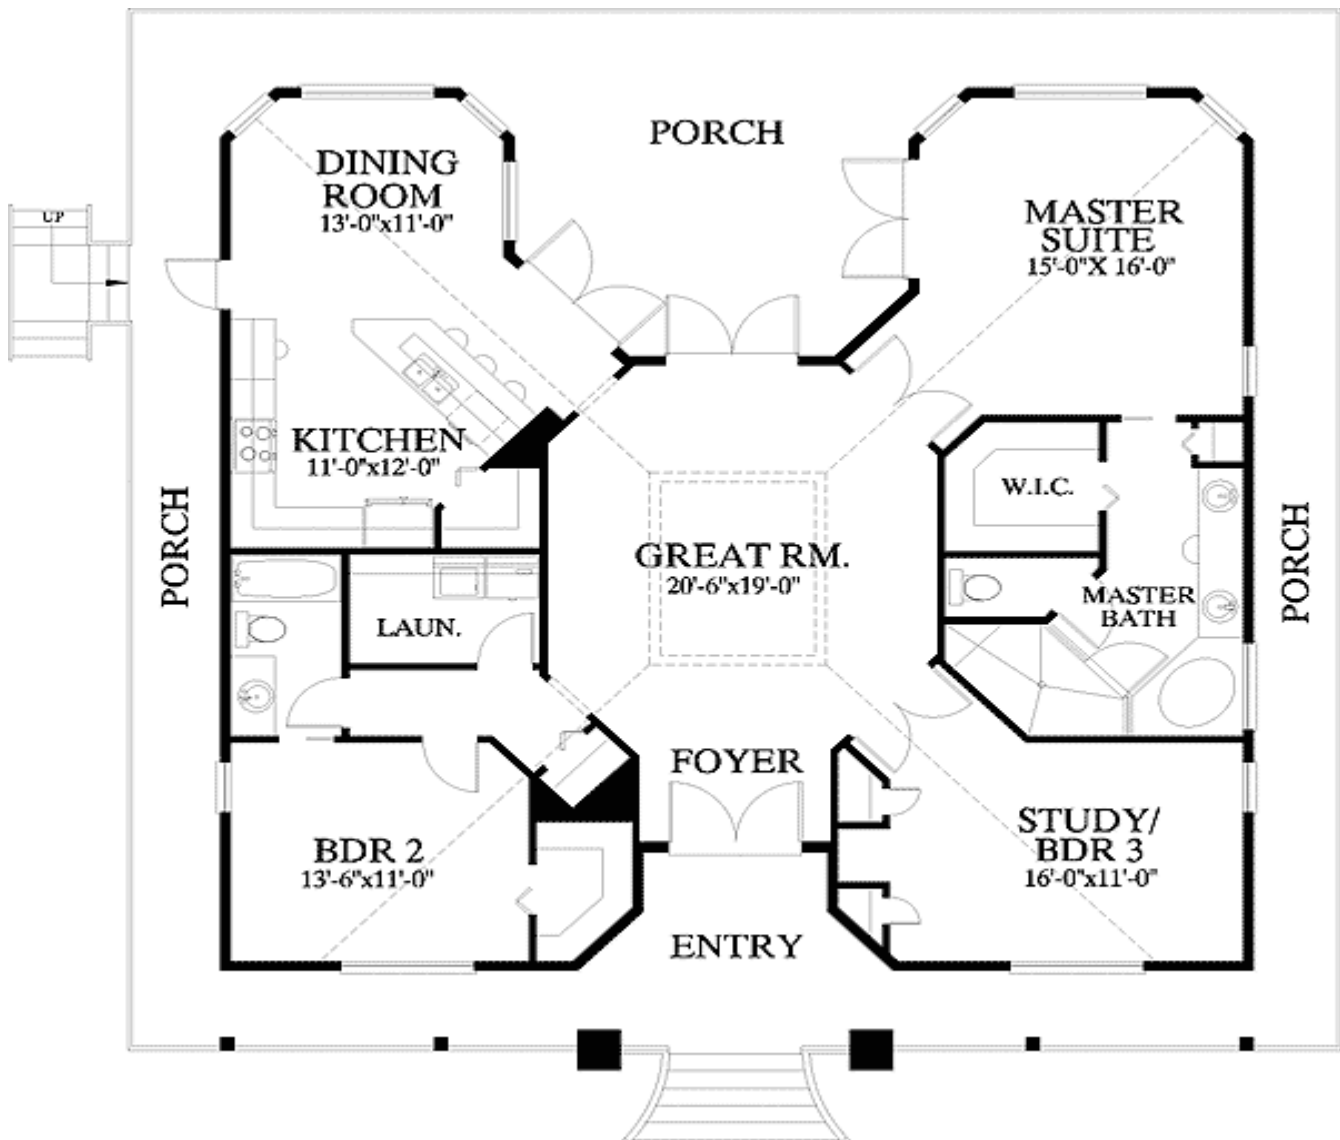 PORCH
DINING
ROOM
13'-0"x11'-0"
MASTER
SUITE
15'-0"X 16'-0"
UP
KITCHEN
11'-0"x12'-0"
W.I.C.
PORCH
GREAT RM.
20'-6"x19'-0"
PORCH
MASTER
BATH
LAUN.
FOYER
BDR 2
13'-6"x11'-0"
STUDY/
BDR 3
16'-0"x11'-0"
ENTRY